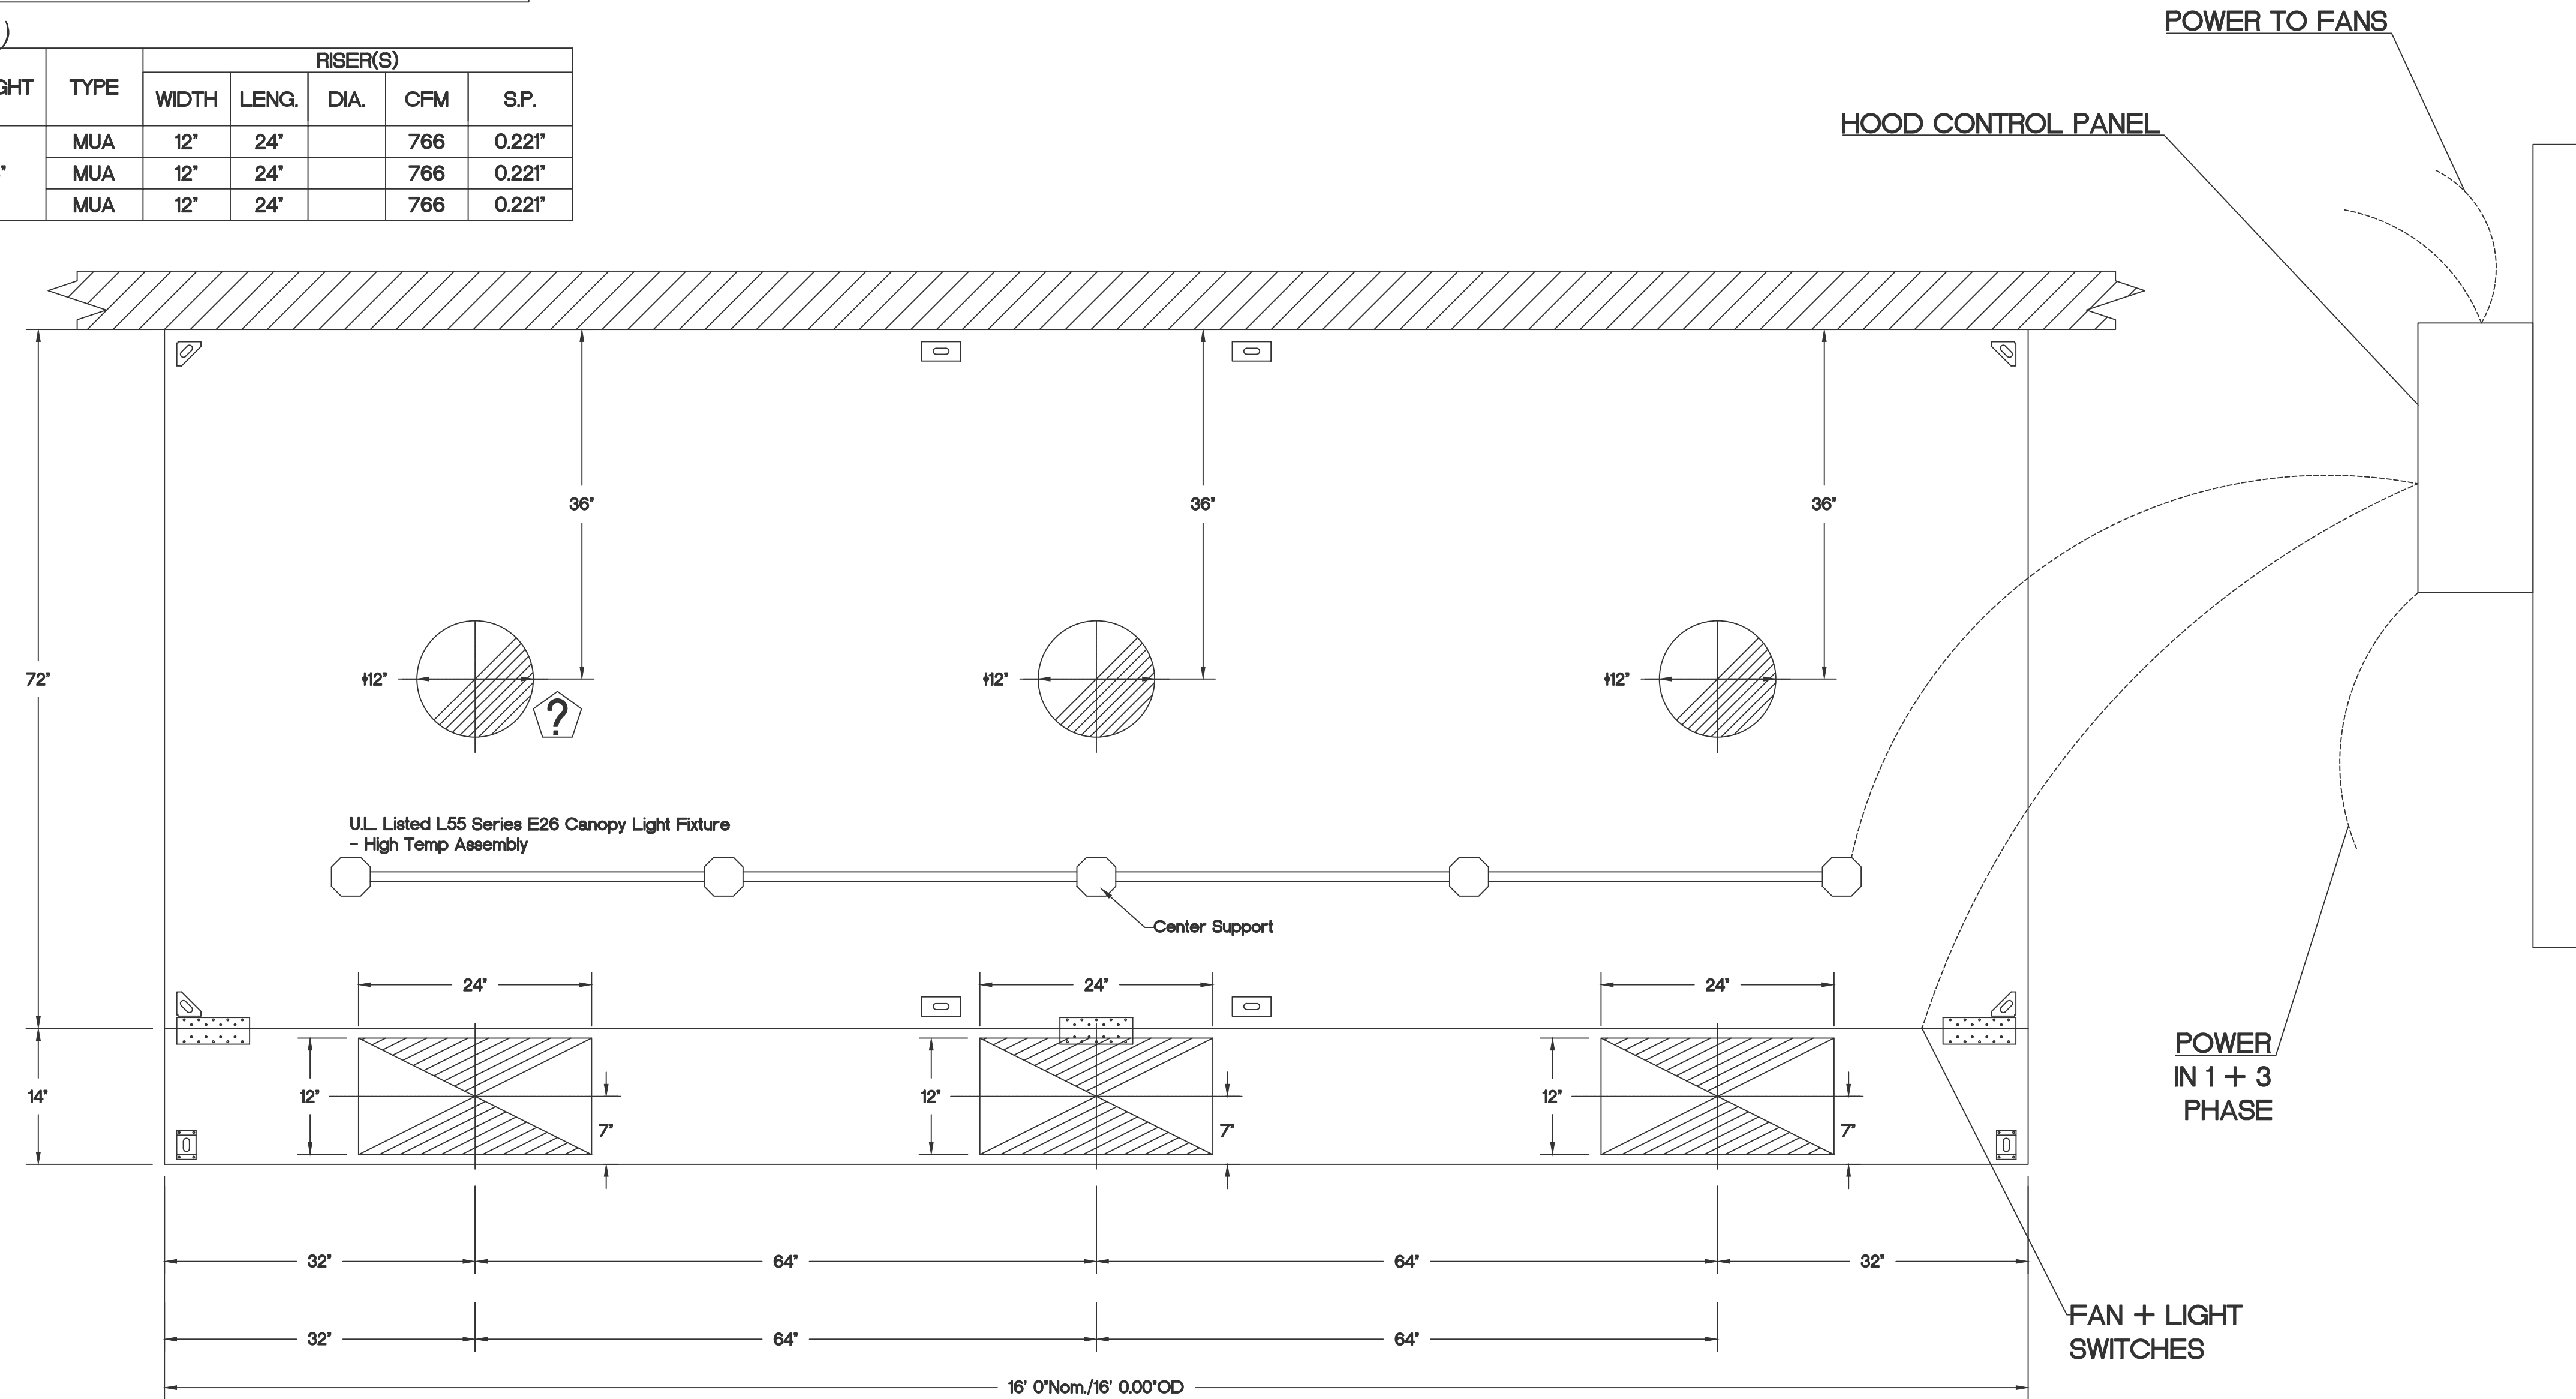 )
RISER(S)
GHT TYPE WIDTH LENG. DIA. CFM S.P.
MUA 12" 24" 766 0.221"
" MUA 12" 24" 766 0.221"
MUA 12" 24" 766 0.221"
POWER TO FANS
HOOD CONTROL PANEL
36" 36" 36"
72" ϕ12" ϕ12" ϕ12"
?
U.L. Listed L55 Series E26 Canopy Light Fixture
- High Temp Assembly
Center Support
24" 24" 24"
14" 12" 12" 12"
7" 7" 7"
POWER
IN 1 + 3
PHASE
32" 64" 64" 32"
32" 64" 64"
FAN + LIGHT
SWITCHES
16' 0"Nom./16' 0.00"OD